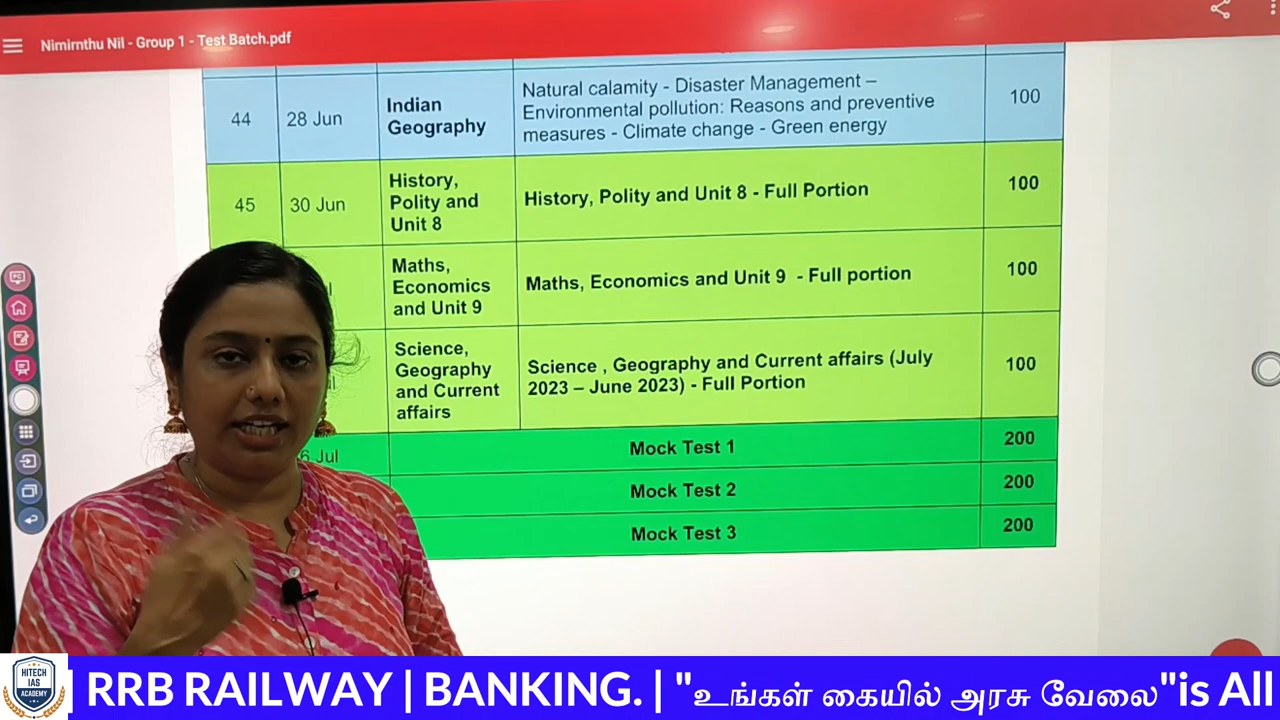 Nimirnthu Nil - Group 1 - Test Batch.pdf
44
28 Jun
Indian
Geography
Natural calamity - Disaster Management –
Environmental pollution: Reasons and preventive
measures - Climate change - Green energy
100
45
30 Jun
History,
Polity and
Unit 8
History, Polity and Unit 8 - Full Portion
100
Maths,
Economics
and Unit 9
Maths, Economics and Unit 9 - Full portion
100
Science,
Geography
and Current
affairs
Science , Geography and Current affairs (July
2023 – June 2023) - Full Portion
100
6 Jul
Mock Test 1
200
Mock Test 2
200
Mock Test 3
200
HITECH
IAS
ACADEMY
RRB RAILWAY | BANKING. | "உங்கள் கையில் அரசு வேலை"is All